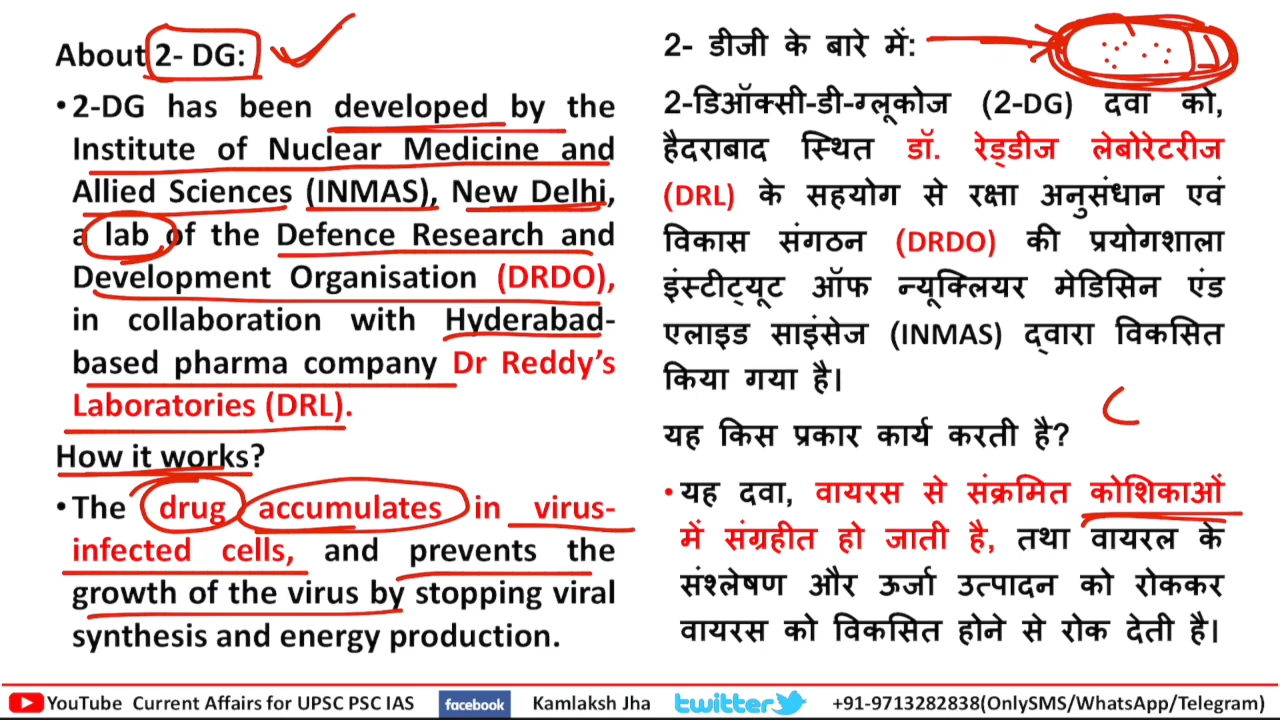 About 2- DG:
•2-DG has been developed by the
Institute of Nuclear Medicine and
Allied Sciences (INMAS), New Delhi,
a lab of the Defence Research and
Development Organisation (DRDO),
in collaboration with Hyderabad-
based pharma company Dr Reddy’s
Laboratories (DRL).
How it works?
•The drug accumulates in virus-
infected cells, and prevents the
growth of the virus by stopping viral
synthesis and energy production.
2- डीजी के बारे में:
2-डिऑक्सी-डी-ग्लूकोज (2-DG) दवा को,
हैदराबाद स्थित डॉ. रेड्डीज लेबोरेटरीज
(DRL) के सहयोग से रक्षा अनुसंधान एवं
विकास संगठन (DRDO) की प्रयोगशाला
इंस्टीट्यूट ऑफ न्यूक्लियर मेडिसिन एंड
एलाइड साइंसेज (INMAS) द्वारा विकसित
किया गया है।
यह किस प्रकार कार्य करती है?
•यह दवा, वायरस से संक्रमित कोशिकाओं
में संग्रहीत हो जाती है, तथा वायरल के
संश्लेषण और ऊर्जा उत्पादन को रोककर
वायरस को विकसित होने से रोक देती है।
YouTube Current Affairs for UPSC PSC IAS facebook Kamlaksh Jha twitter +91-9713282838(OnlySMS/WhatsApp/Telegram)